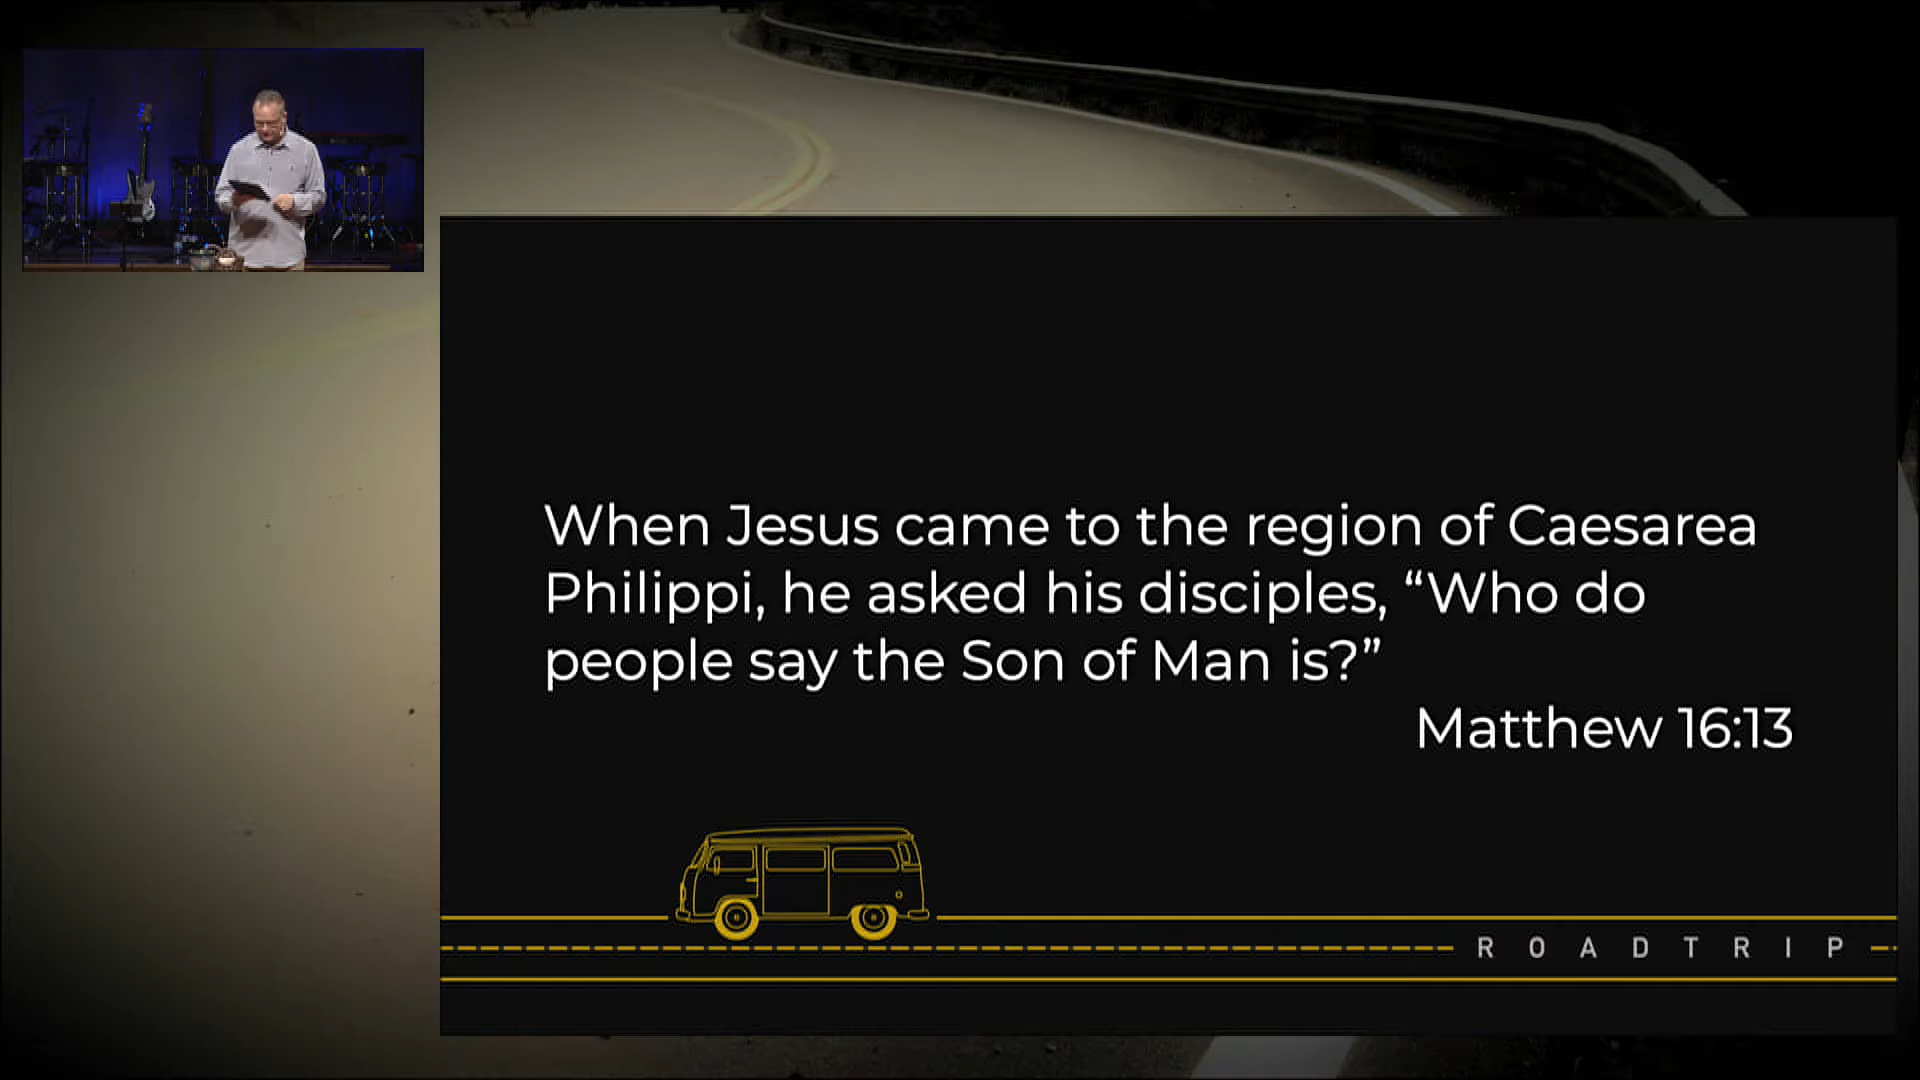 When Jesus came to the region of Caesarea
Philippi, he asked his disciples, “Who do
people say the Son of Man is?”
Matthew 16:13
ROADTRIP